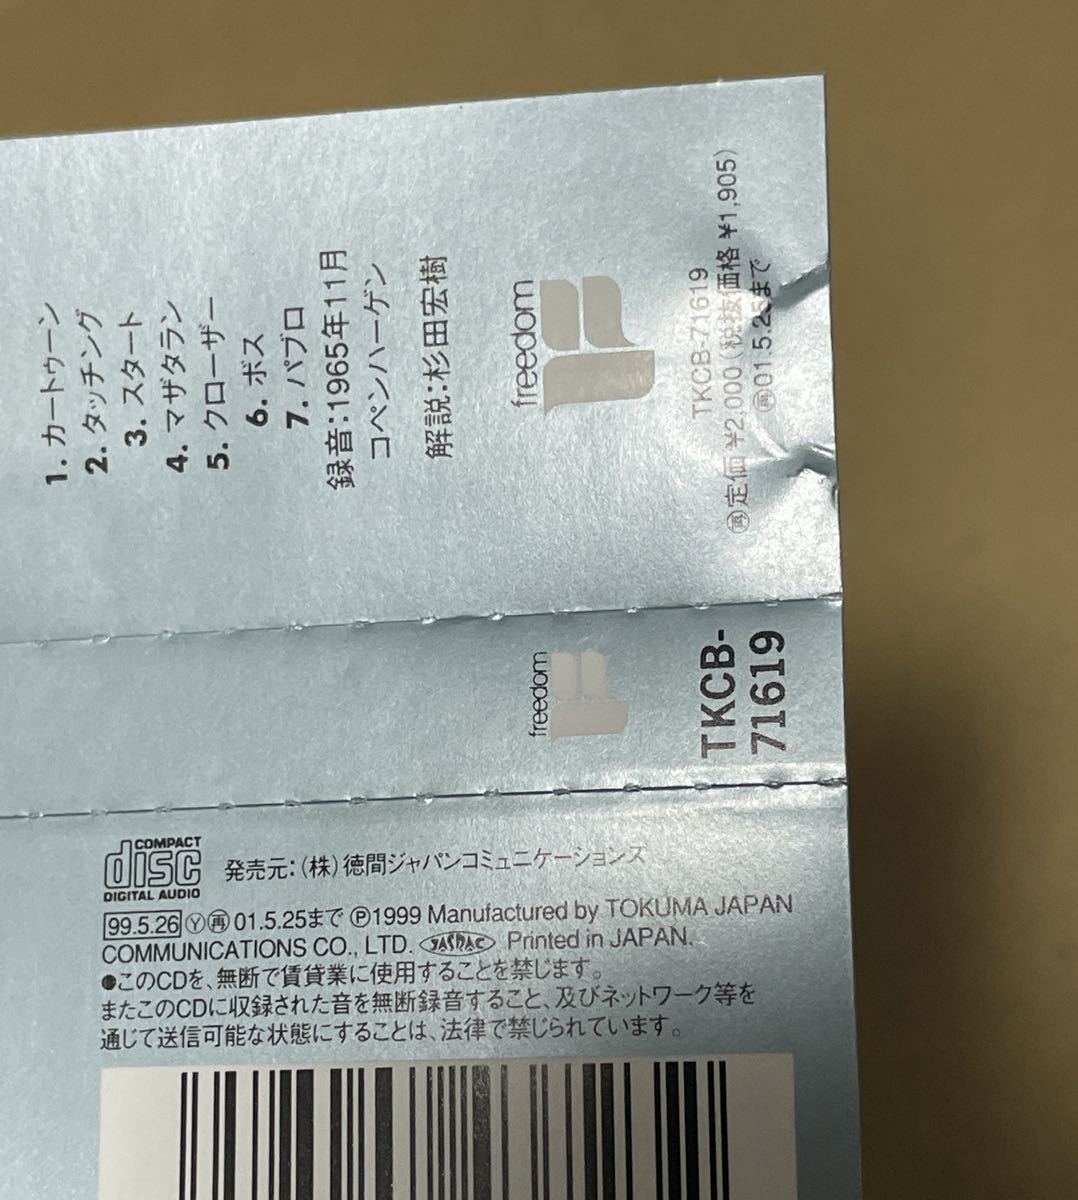 1. カートゥーン
2. タッチング
3. スタート
4. マザタラン
5. クローザー
6. ボス
7. パブロ
録音:1965年11月
コペンハーゲン
解説:杉田宏樹
freedom
TKCB-71619
㊢定価¥2,000(税抜価格¥1,905)
㊢01.5.25まで
freedom
TKCB-
71619
COMPACT
disc
DIGITAL AUDIO
発売元:(株)徳間ジャパンコミュニケーションズ
99.5.26 Ⓨ㊢01.5.25まで Ⓟ1999 Manufactured by TOKUMA JAPAN
COMMUNICATIONS CO., LTD. JASRAC Printed in JAPAN.
●このCDを、無断で賃貸業に使用することを禁じます。
またこのCDに収録された音を無断録音すること、及びネットワーク等を
通じて送信可能な状態にすることは、法律で禁じられています。